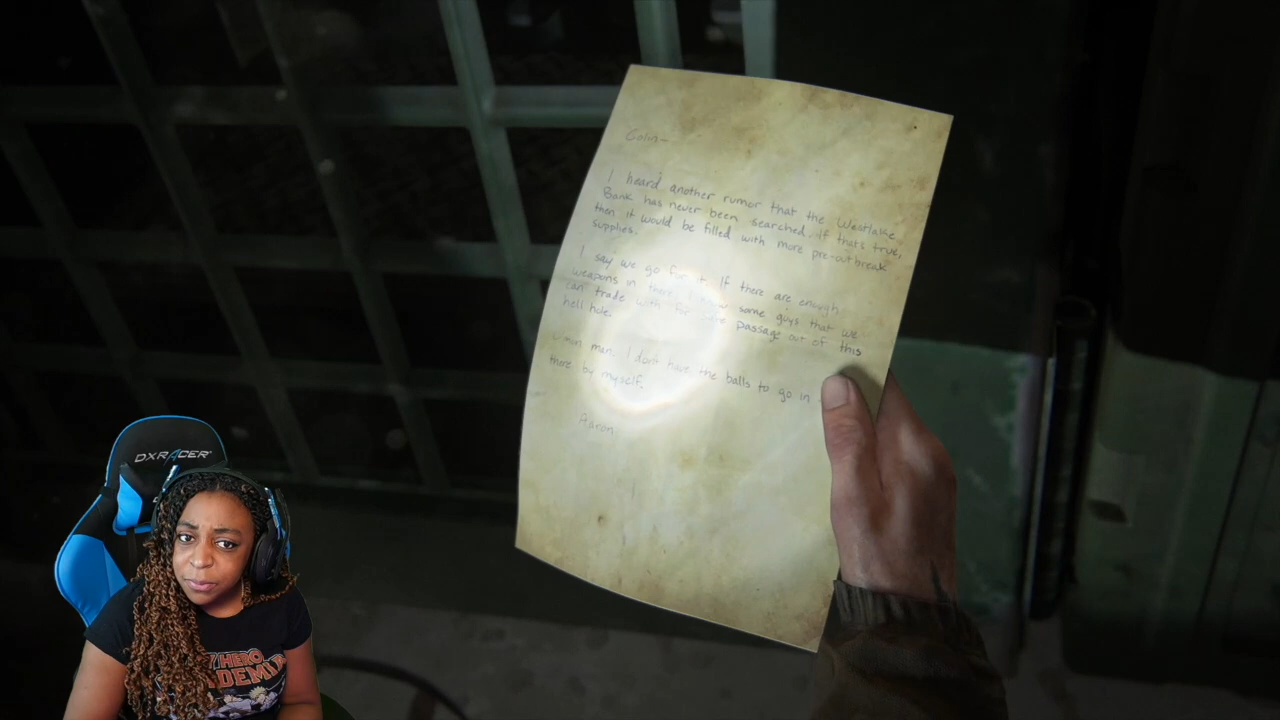 Colin-
I heard another rumor that the Westlake
Bank has never been searched. If thats true,
then it would be filled with more pre-outbreak
supplies.
I say we go for it. If there are enough
weapons in there, I know some guys that we
can trade with for safe passage out of this
hell hole.
mon man. I don't have the balls to go in
there by myself.
Aaron
DXRACER
MY HERO
ACADEMIA